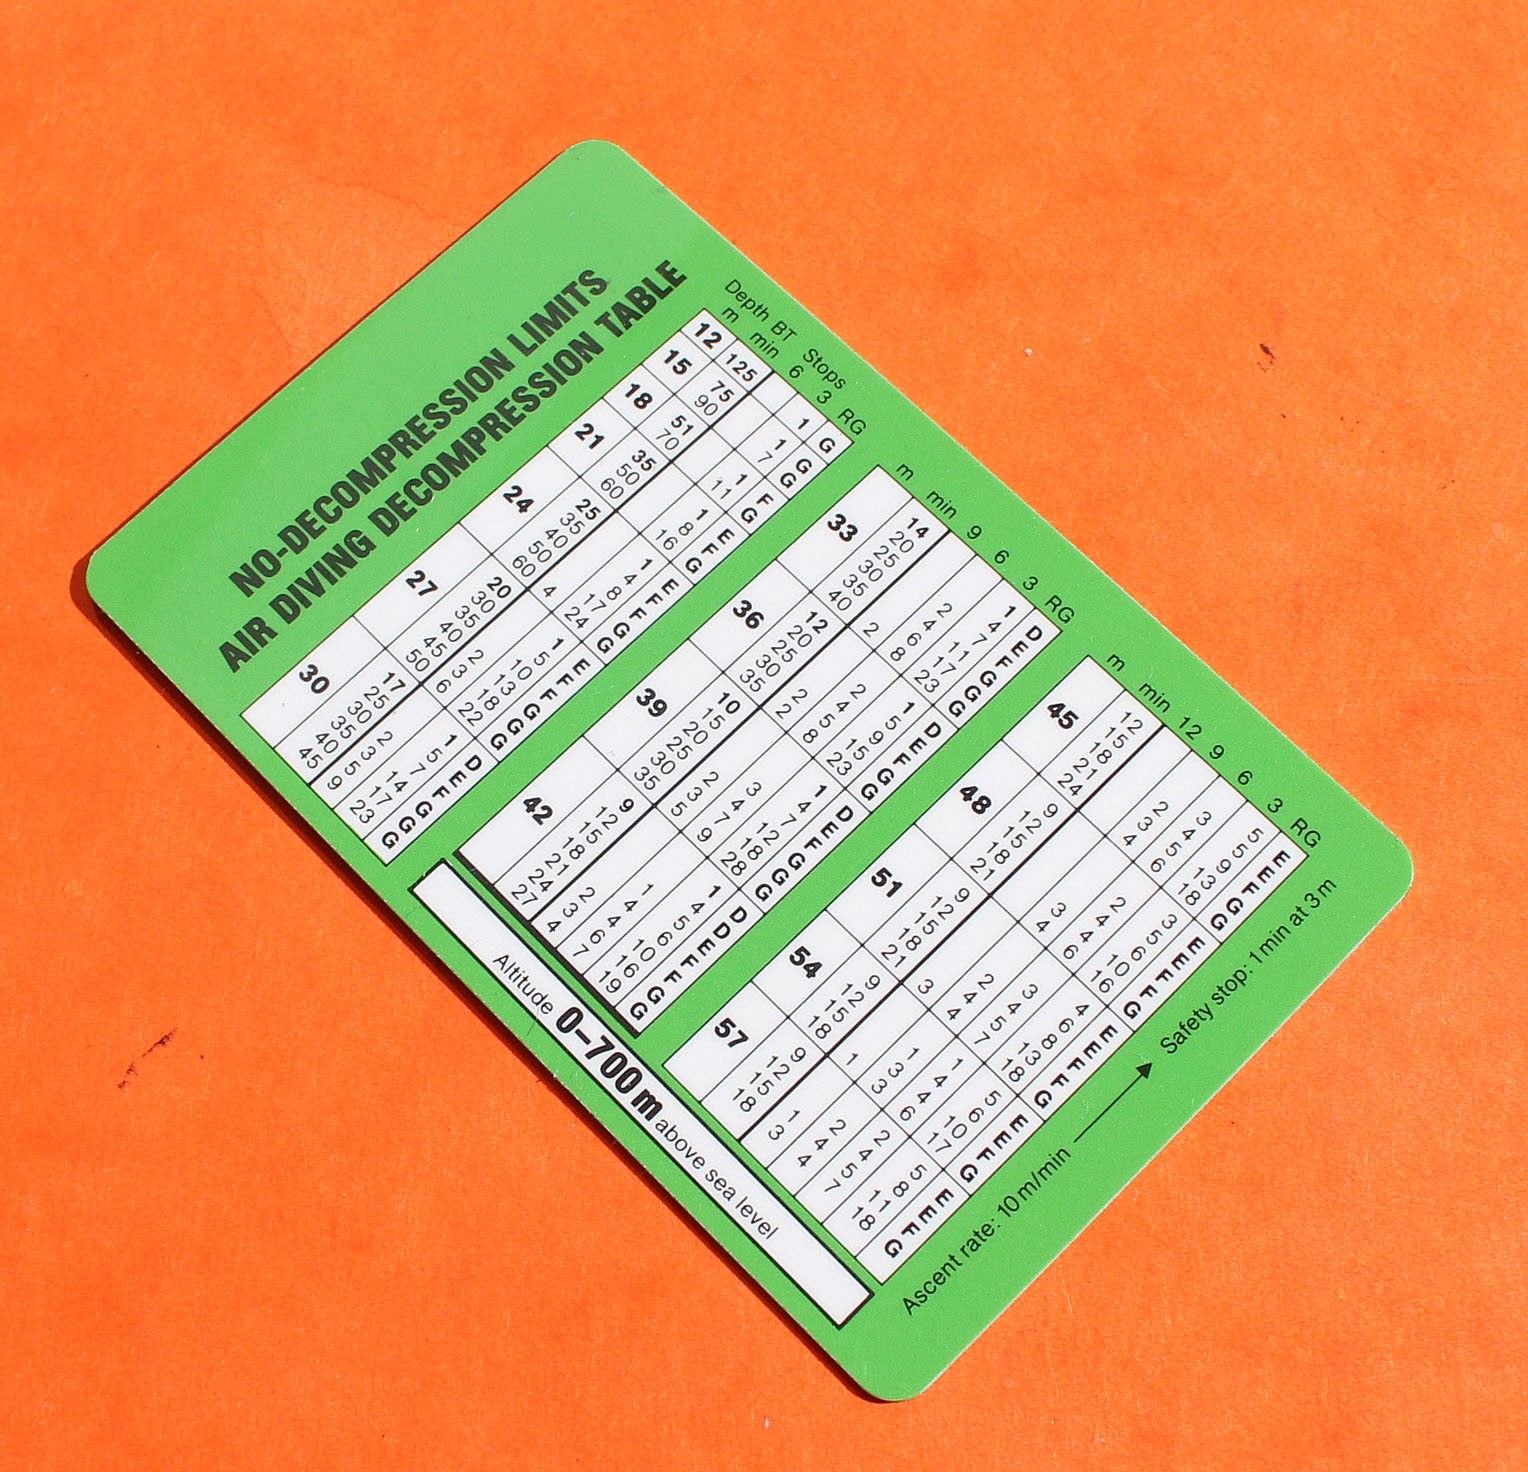 NO-DECOMPRESSION LIMITS
AIR DIVING DECOMPRESSION TABLE
Depth BT Stops
m min 6 3 RG
12 125 1 G
15 75 1 G
90 7 G
18 51 1 F
70 11 G
21 35 1 E
50 8 F
60 16 G
24 25 1 E
35 4 F
40 8 F
50 17 G
60 4 24 G
27 20 1 E
30 5 F
35 10 F
40 2 13 G
45 3 18 G
50 6 22 G
30 17 1 D
25 5 E
30 2 7 F
35 3 14 G
40 5 17 G
45 9 23 G
m min 9 6 3 RG
33 14 1 D
20 4 E
25 2 7 F
30 4 11 G
35 6 17 G
40 2 8 23 G
36 12 1 D
20 2 5 E
25 4 9 F
30 2 5 15 G
35 2 8 23 G
39 10 1 D
15 4 E
20 3 7 F
25 2 4 12 G
30 3 7 18 G
35 5 9 28 G
42 9 1 D
12 4 D
15 1 5 E
18 4 6 F
21 2 4 10 F
24 3 6 16 G
27 4 7 19 G
m min 12 9 6 3 RG
45 12 5 E
15 3 5 E
18 2 4 9 F
21 3 5 13 G
24 4 6 18 G
48 9 3 E
12 2 5 E
15 4 6 F
18 3 4 10 F
21 4 6 16 G
51 9 4 E
12 3 6 E
15 2 4 8 F
18 4 5 13 F
21 3 4 7 18 G
54 9 1 5 E
12 1 4 6 E
15 3 4 10 F
18 1 3 6 17 G
57 9 2 5 E
12 2 4 8 E
15 1 4 5 11 F
18 3 4 7 18 G
Altitude 0–700 m above sea level
Ascent rate: 10 m/min → Safety stop: 1 min at 3 m